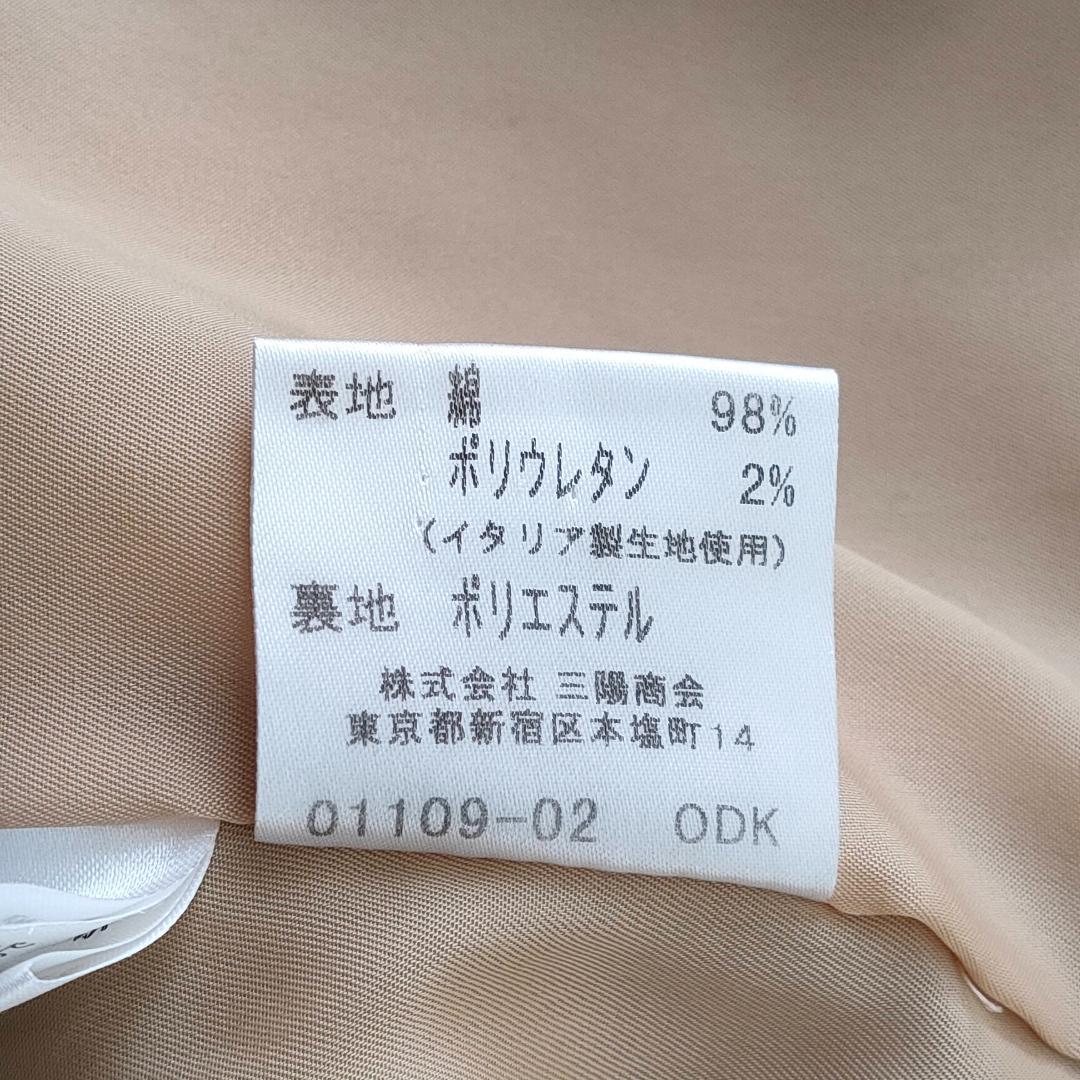 表地 綿 98%
ポリウレタン 2%
(イタリア製生地使用)
裏地 ポリエステル
株式会社 三陽商会
東京都新宿区本塩町14
01109-02 ODK